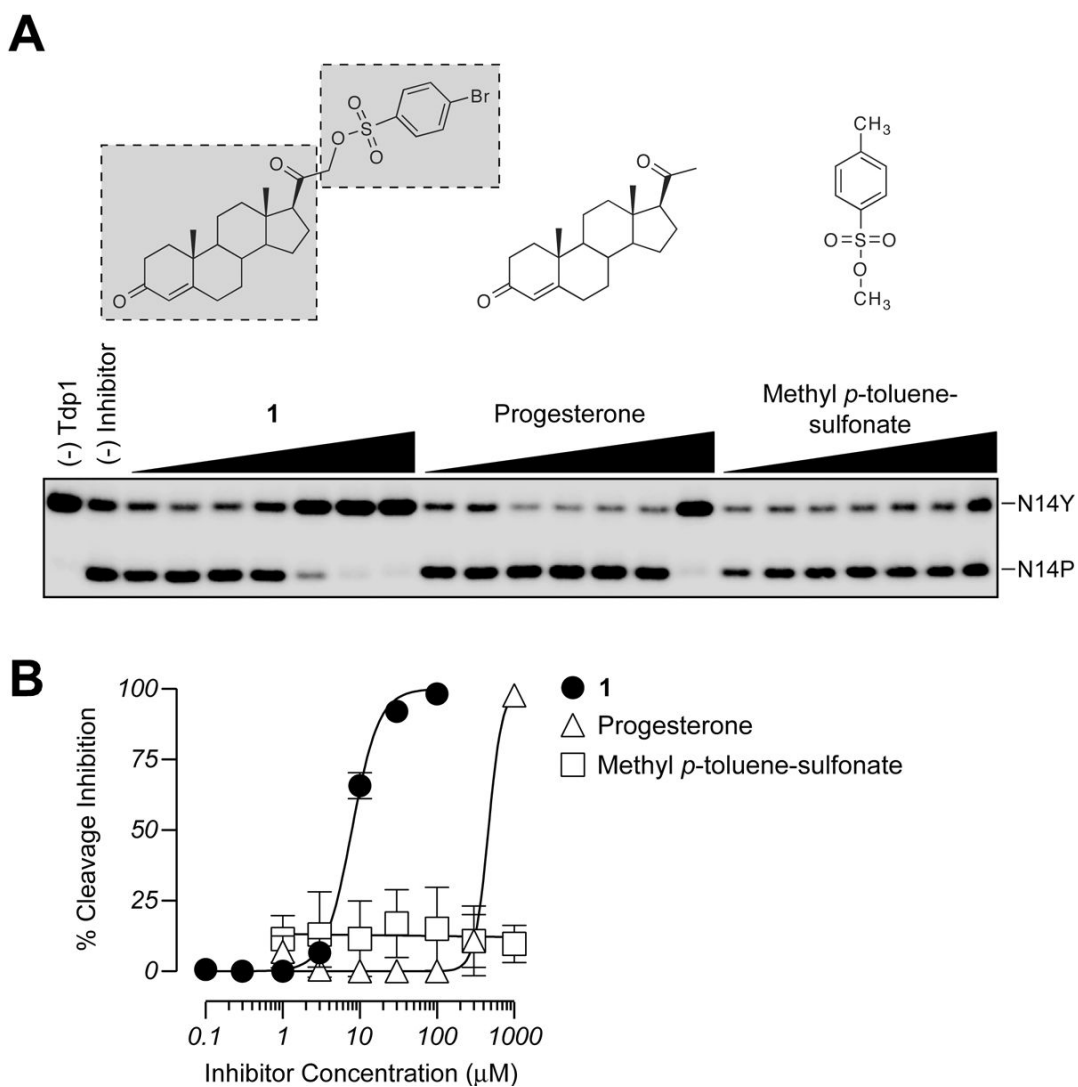 A
O
O
S
O
Br
O
O
O
O
CH3
O=S=O
O
CH3
(-) Tdp1
(-) Inhibitor
1
Progesterone
Methyl p-toluene-
sulfonate
N14Y
N14P
B
100
75
50
25
0
% Cleavage Inhibition
0.1 1 10 100 1000
Inhibitor Concentration (μM)
1
Progesterone
Methyl p-toluene-sulfonate